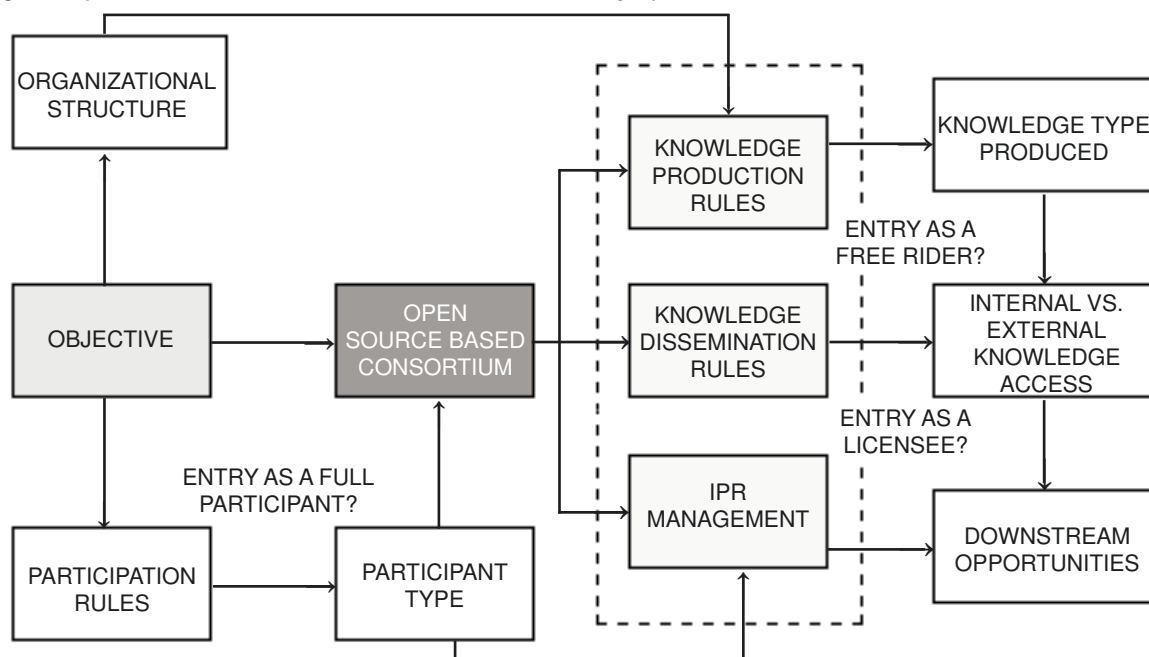 ORGANIZATIONAL
STRUCTURE
KNOWLEDGE
PRODUCTION
RULES
KNOWLEDGE TYPE
PRODUCED
ENTRY AS A
FREE RIDER?
OBJECTIVE
OPEN
SOURCE BASED
CONSORTIUM
KNOWLEDGE
DISSEMINATION
RULES
INTERNAL VS.
EXTERNAL
KNOWLEDGE
ACCESS
ENTRY AS A
LICENSEE?
ENTRY AS A FULL
PARTICIPANT?
IPR
MANAGEMENT
DOWNSTREAM
OPPORTUNITIES
PARTICIPATION
RULES
PARTICIPANT
TYPE